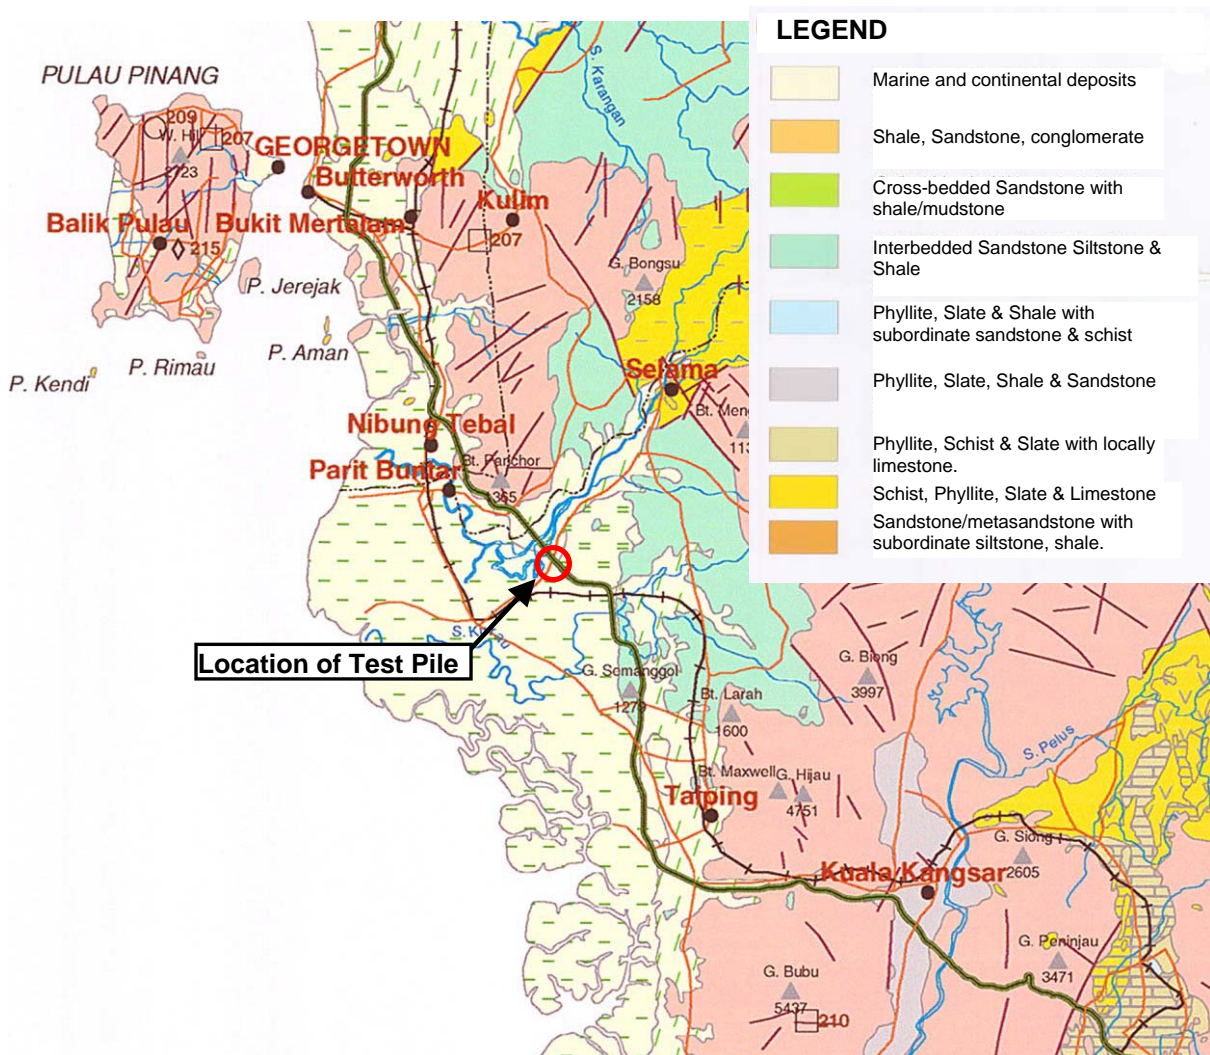 LEGEND
Marine and continental deposits
Shale, Sandstone, conglomerate
Cross-bedded Sandstone with
shale/mudstone
Interbedded Sandstone Siltstone &
Shale
Phyllite, Slate & Shale with
subordinate sandstone & schist
Phyllite, Slate, Shale & Sandstone
Phyllite, Schist & Slate with locally
limestone.
Schist, Phyllite, Slate & Limestone
Sandstone/metasandstone with
subordinate siltstone, shale.
PULAU PINANG
209
207
2723
GEORGETOWN
Butterworth
Balik Pulau
215
Bukit Mertajam
Kulim
207
S. Karangan
G. Bongsu
2158
P. Jerejak
P. Aman
P. Rimau
P. Kendi
Selama
Nibung Tebal
Parit Buntar
Bt. Panchor
365
Location of Test Pile
G. Semanggol
Bt. Larah
1600
G. Biong
3997
S. Pelus
Bt. Maxwell
G. Hijau
4751
Taiping
Kuala Kangsar
G. Siong
2605
G. Peninjau
3471
G. Bubu
5437
210